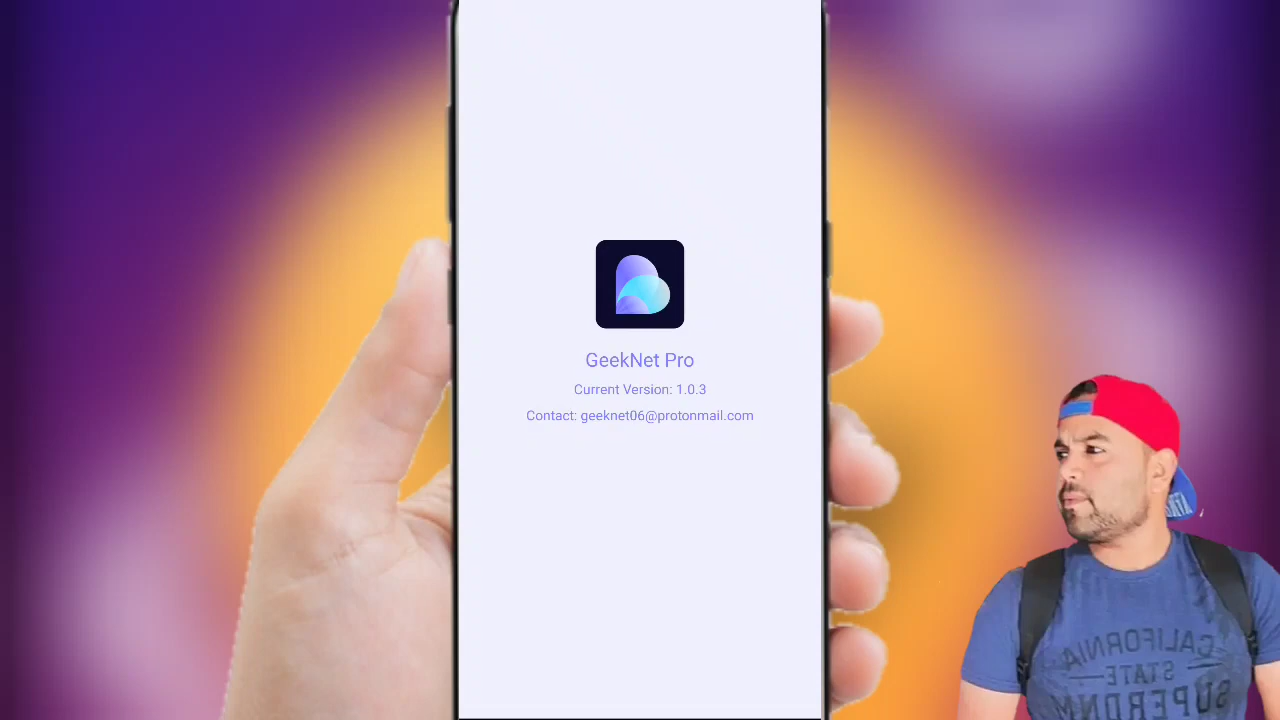 GeekNet Pro
Current Version: 1.0.3
Contact: geeknet06@protonmail.com
CALIFORNIA
STATE